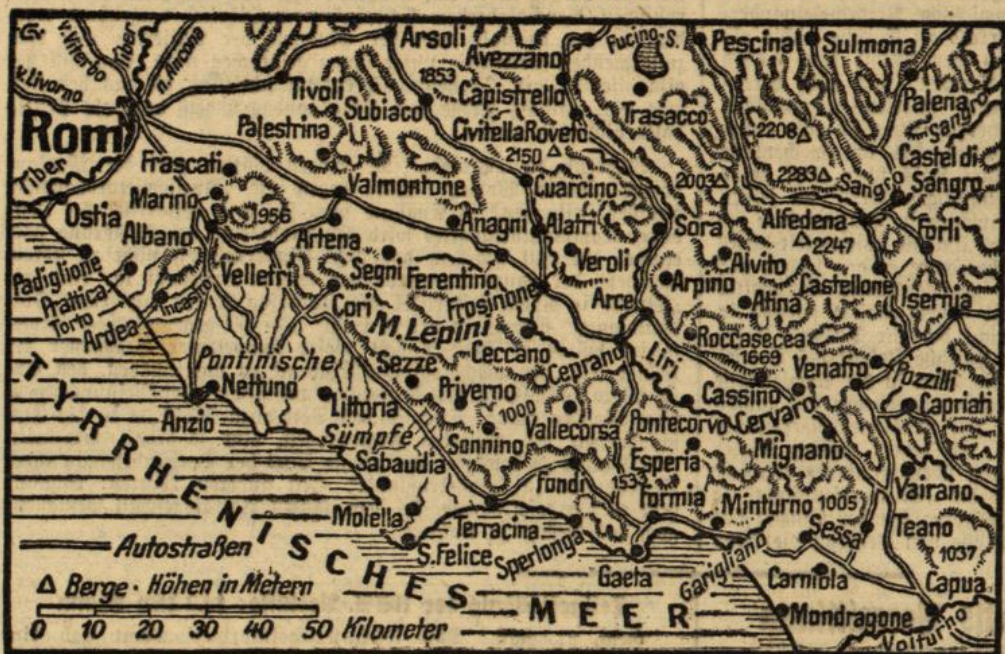 v. Viterbo
Tiber
n. Ancona
v. Livorno
Rom
Tiber
Arsoli
Avezzano
Fucino-S.
Pescina
Sulmona
Tivoli
1853
Capistrello
Trasacco
Palena
Sangro
Palestrina
Subiaco
Civitella Roveto
2208
Castel di
Sángro
Frascati
2150
2003
2283
Sangro
Marino
Valmontone
Guarcino
Ostia
956
Anagni
Alatri
Sora
Alfedena
Forli
Albano
Artena
2247
Padiglione
Velletri
Segni
Ferentino
Veroli
Alvito
Castellone
Prattica
Arpino
Isernia
Torto
Incastro
Cori
Frosinone
Arce
Atina
Ardea
M. Lepini
Roccasecea
Pontinische
Sezze
Ceccano
Ceprano
Liri
1669
Venafro
Pozzilli
Nettuno
Priverno
1000
Cassino
Anzio
Littoria
Vallecorsa
Pontecorvo
Cervaro
Capriati
Sümpfe
Sonnino
Mignano
Sabaudia
Fondi
1533
Esperia
Vairano
Formia
Minturno
1005
Molella
Terracina
Teano
S. Felice
Sperlonga
Gaeta
Garigliano
Sessa
1037
Carniola
Capua
Mondragone
Volturno
TYRRHENISCHES MEER
Autostraßen
Δ Berge · Höhen in Metern
0 10 20 30 40 50 Kilometer